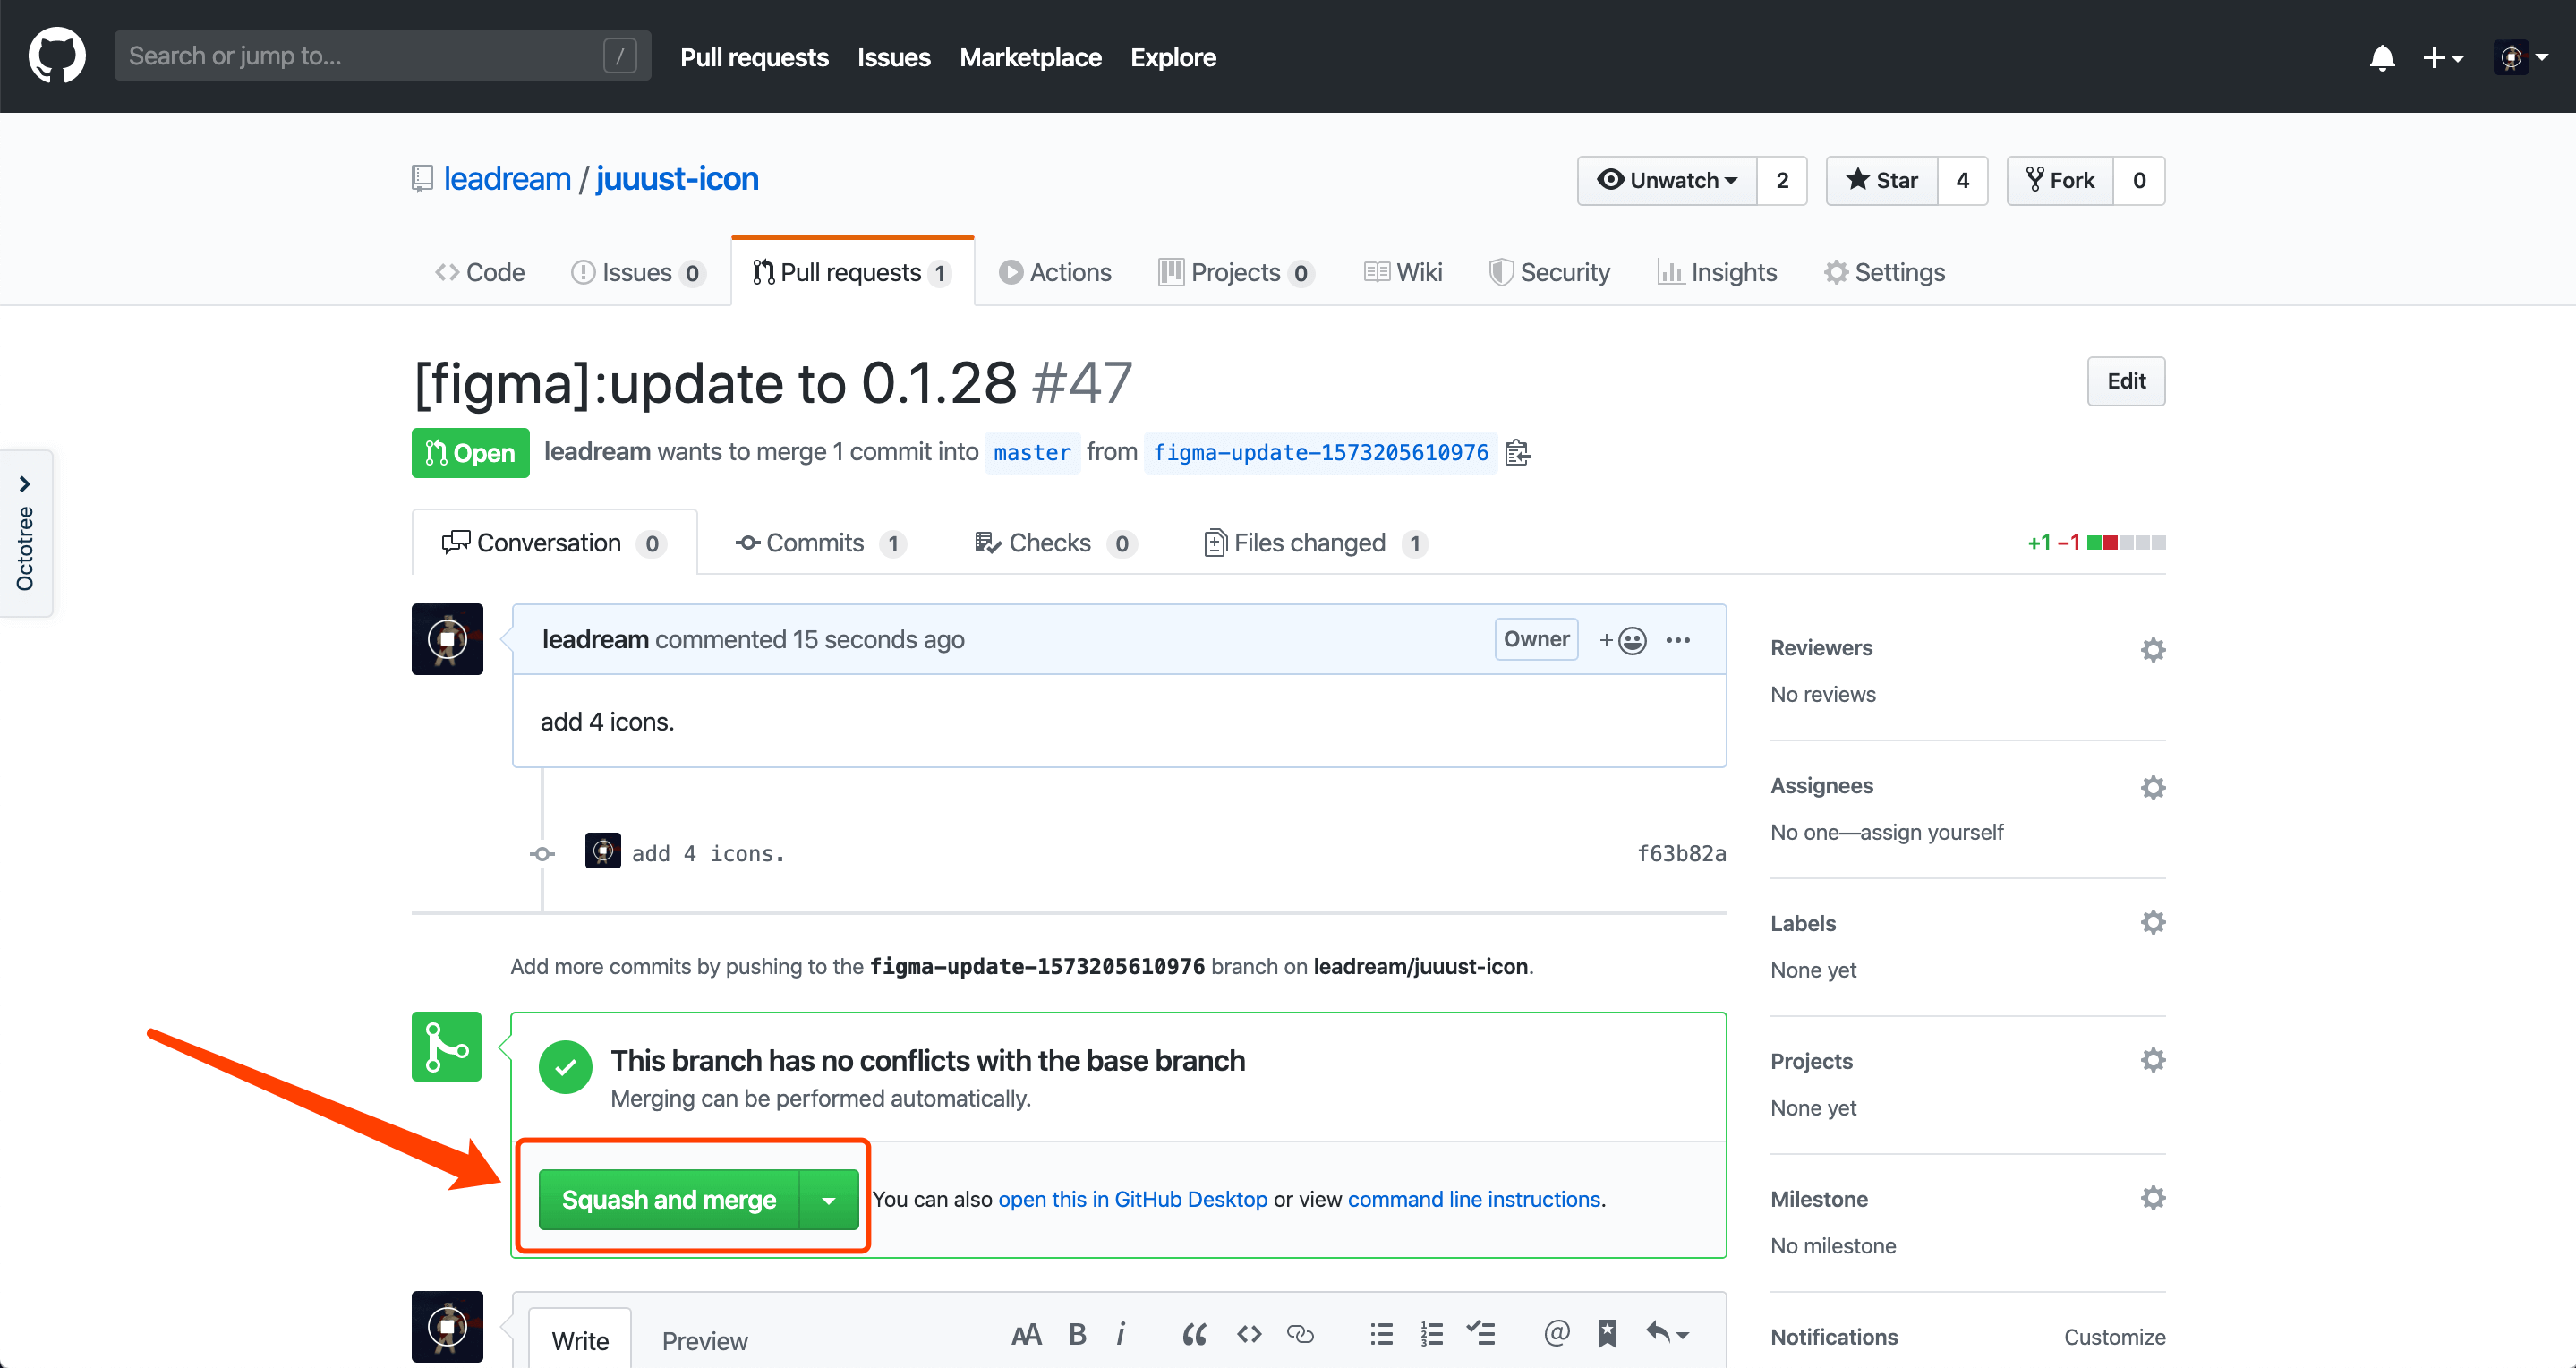 Search or jump to... /
Pull requests Issues Marketplace Explore
leadream / juuust-icon
Unwatch 2 Star 4 Fork 0
Code Issues 0 Pull requests 1 Actions Projects 0 Wiki Security Insights Settings
[figma]:update to 0.1.28 #47
Edit
Open leadream wants to merge 1 commit into master from figma-update-1573205610976
Octotree
Conversation 0 Commits 1 Checks 0 Files changed 1
+1 −1
leadream commented 15 seconds ago
Owner
add 4 icons.
add 4 icons. f63b82a
Add more commits by pushing to the figma-update-1573205610976 branch on leadream/juuust-icon.
This branch has no conflicts with the base branch
Merging can be performed automatically.
Squash and merge You can also open this in GitHub Desktop or view command line instructions.
Write Preview
AA B i
Reviewers
No reviews
Assignees
No one—assign yourself
Labels
None yet
Projects
None yet
Milestone
No milestone
Notifications Customize